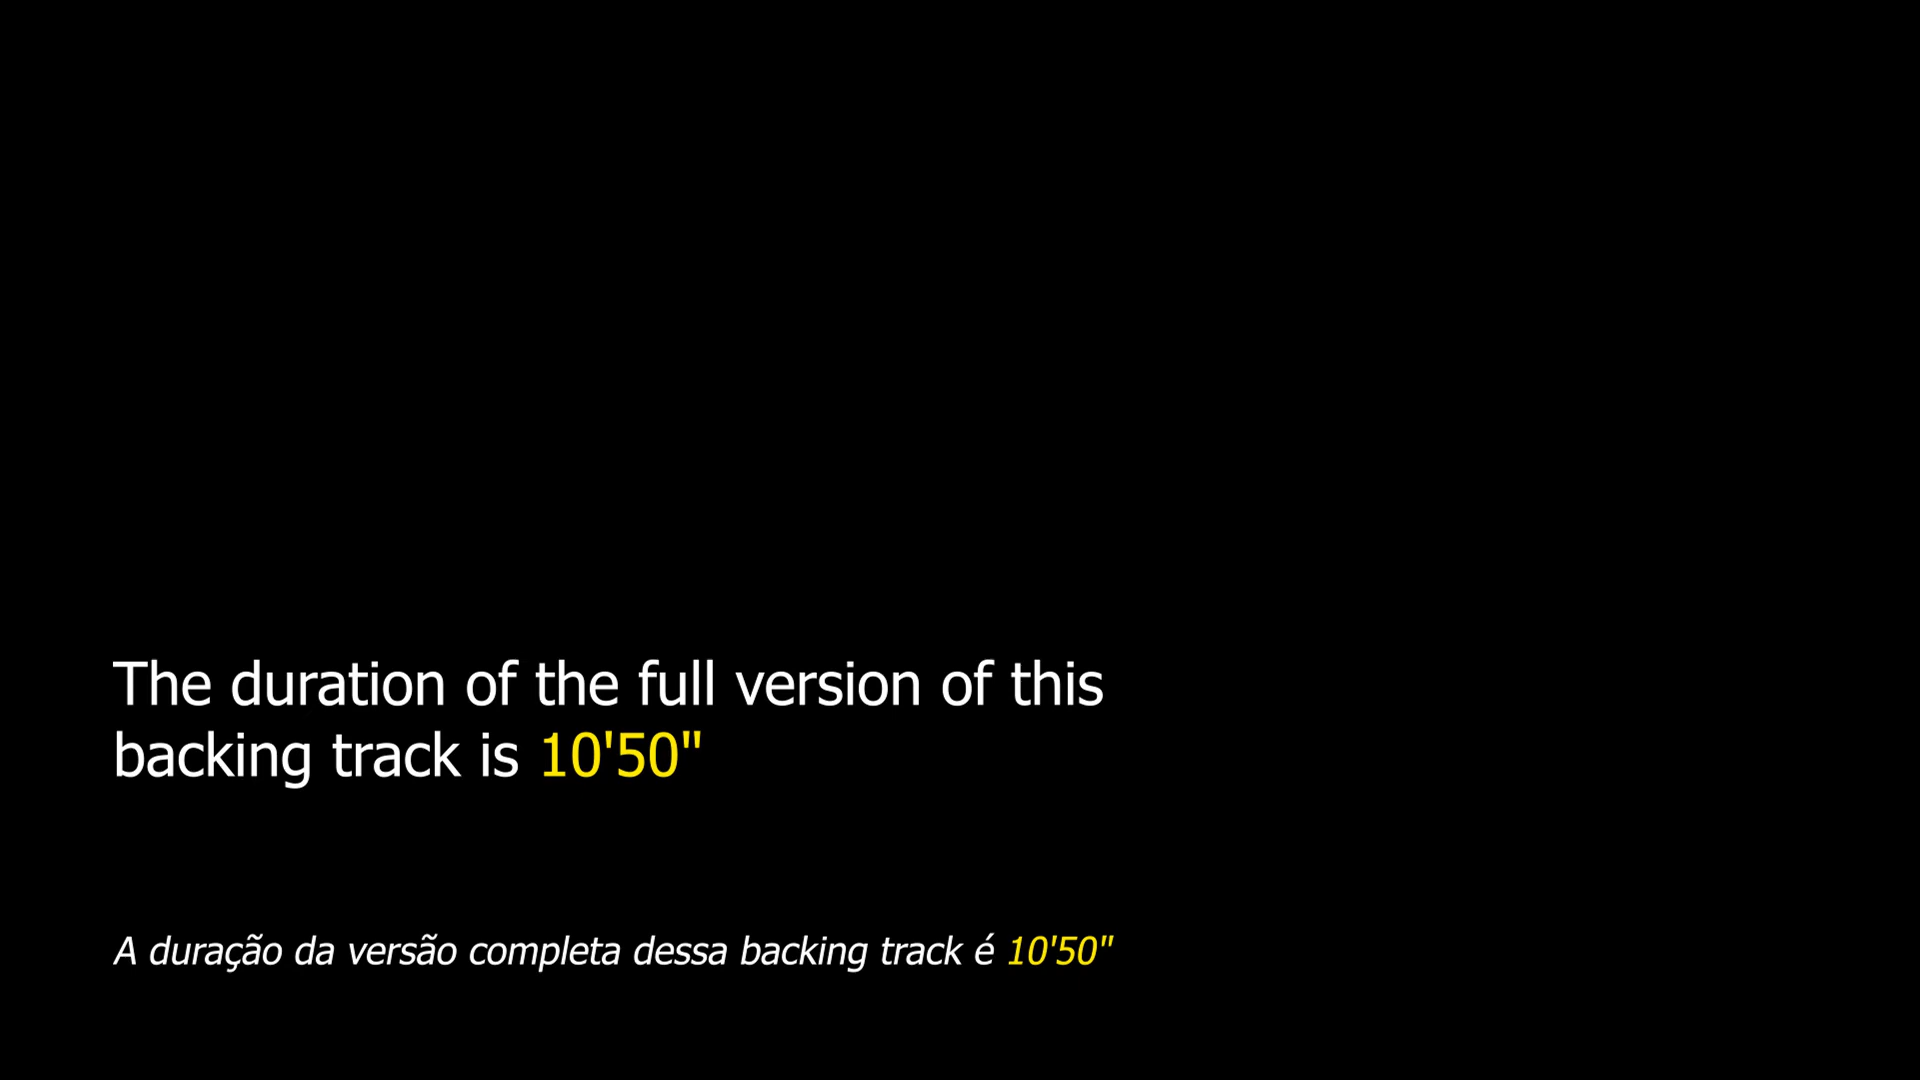 The duration of the full version of this
backing track is 10'50"
A duração da versão completa dessa backing track é 10'50"